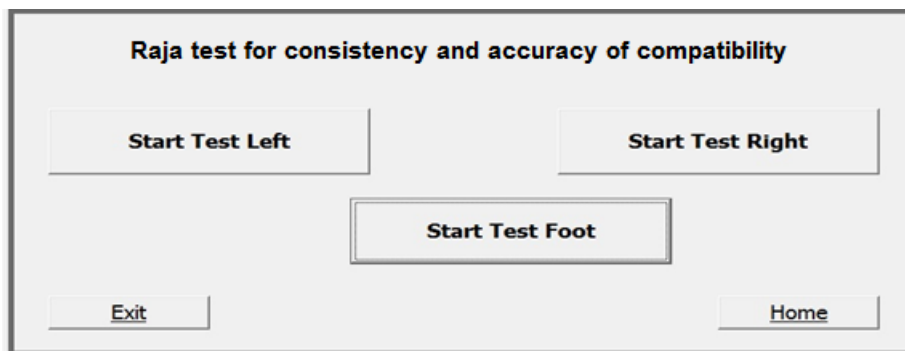 Raja test for consistency and accuracy of compatibility
Start Test Left
Start Test Right
Start Test Foot
Exit
Home